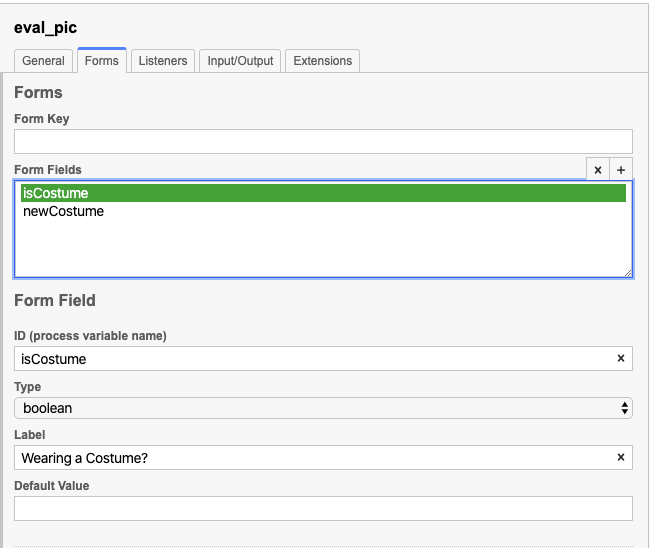 eval_pic
General Forms Listeners Input/Output Extensions
Forms
Form Key
Form Fields x +
isCostume
newCostume
Form Field
ID (process variable name)
isCostume x
Type
boolean
Label
Wearing a Costume? x
Default Value